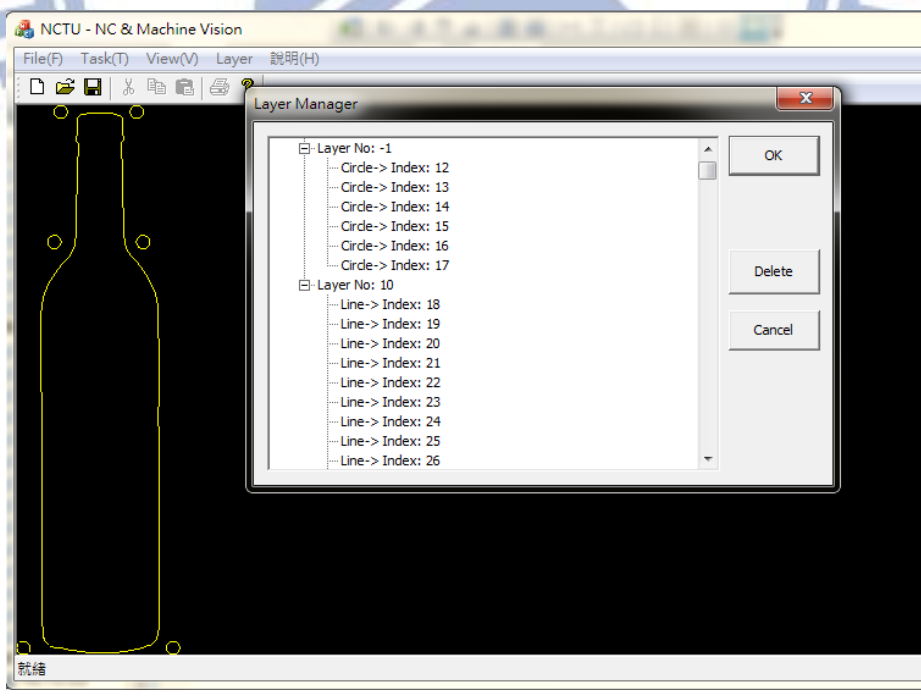 NCTU - NC & Machine Vision
File(F) Task(T) View(V) Layer 說明(H)
Layer Manager
Layer No: -1
Circle-> Index: 12
Circle-> Index: 13
Circle-> Index: 14
Circle-> Index: 15
Circle-> Index: 16
Circle-> Index: 17
Layer No: 10
Line-> Index: 18
Line-> Index: 19
Line-> Index: 20
Line-> Index: 21
Line-> Index: 22
Line-> Index: 23
Line-> Index: 24
Line-> Index: 25
Line-> Index: 26
OK
Delete
Cancel
就緒